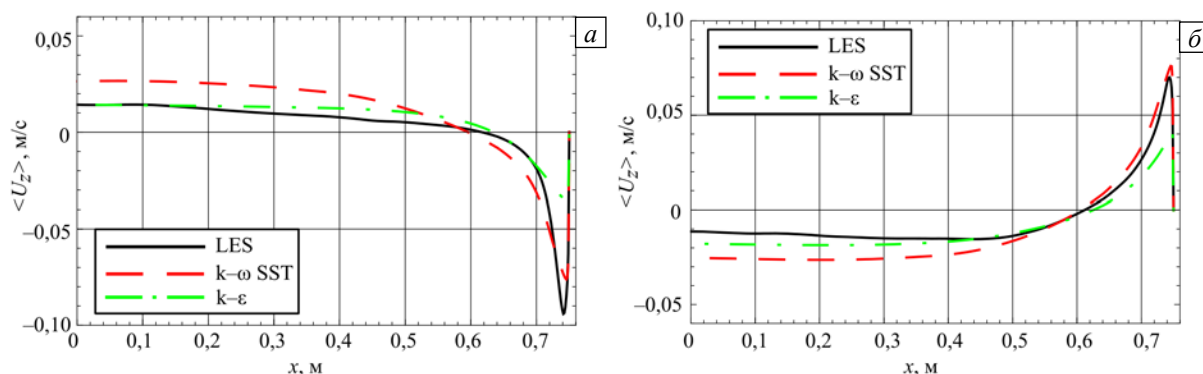 а
0,05
0
–0,05
–0,10
<U_Z>, м/с
LES
k–ω SST
k–ε
0 0,1 0,2 0,3 0,4 0,5 0,6 0,7
x, м
б
0,10
0,05
0
–0,05
<U_Z>, м/с
LES
k–ω SST
k–ε
0 0,1 0,2 0,3 0,4 0,5 0,6 0,7
x, м